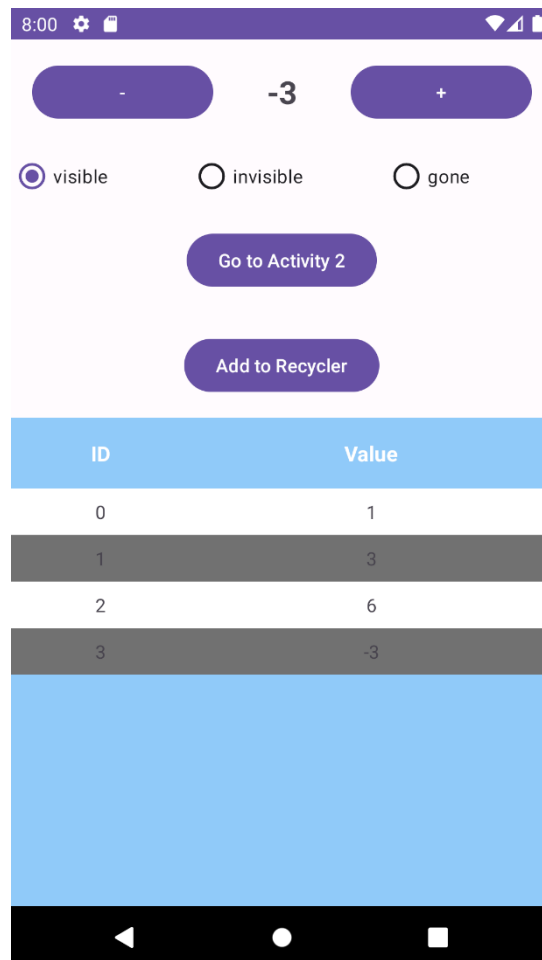 8:00
- -3 +
visible invisible gone
Go to Activity 2
Add to Recycler
ID Value
0 1
1 3
2 6
3 -3